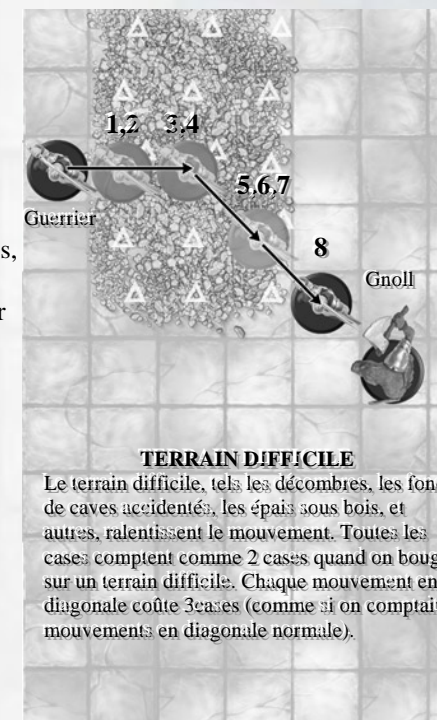 1,2
3,4
5,6,7
8
Guerrier
Gnoll
s,
r
TERRAIN DIFFICILE
Le terrain difficile, tels les décombres, les fon
de caves accidentés, les épais sous bois, et
autres, ralentissent le mouvement. Toutes les
cases comptent comme 2 cases quand on boug
sur un terrain difficile. Chaque mouvement en
diagonale coûte 3cases (comme si on comptai
mouvements en diagonale normale).